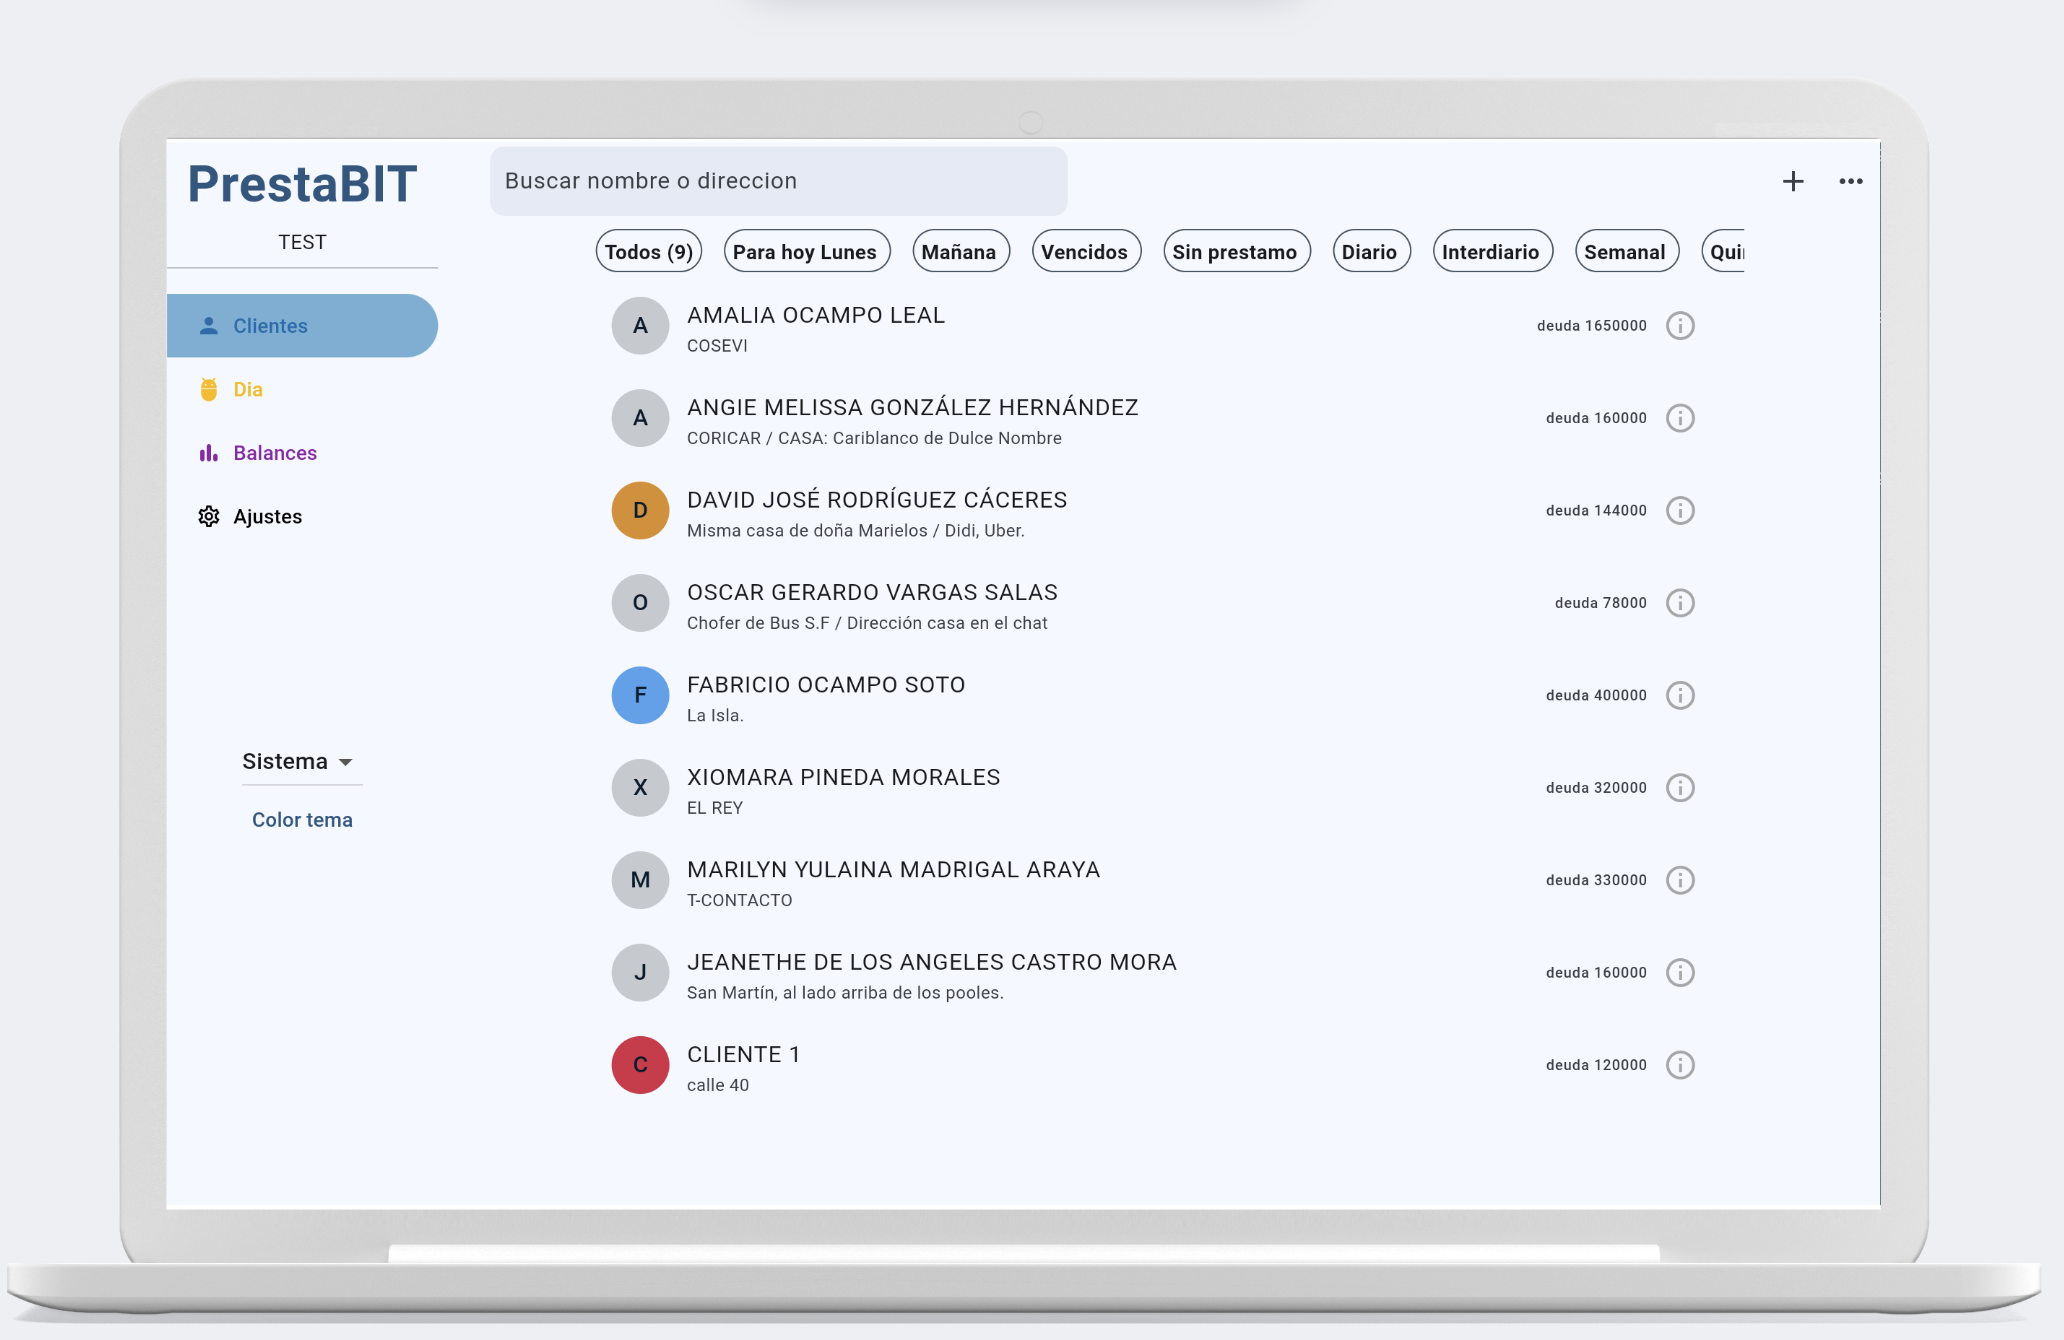 PrestaBIT
TEST
Clientes
Dia
Balances
Ajustes
Sistema
Color tema
Buscar nombre o direccion
Todos (9) Para hoy Lunes Mañana Vencidos Sin prestamo Diario Interdiario Semanal
A AMALIA OCAMPO LEAL deuda 1650000
COSEVI
A ANGIE MELISSA GONZÁLEZ HERNÁNDEZ deuda 160000
CORICAR / CASA: Cariblanco de Dulce Nombre
D DAVID JOSÉ RODRÍGUEZ CÁCERES deuda 144000
Misma casa de doña Marielos / Didi, Uber.
O OSCAR GERARDO VARGAS SALAS deuda 78000
Chofer de Bus S.F / Dirección casa en el chat
F FABRICIO OCAMPO SOTO deuda 400000
La Isla.
X XIOMARA PINEDA MORALES deuda 320000
EL REY
M MARILYN YULAINA MADRIGAL ARAYA deuda 330000
T-CONTACTO
J JEANETHE DE LOS ANGELES CASTRO MORA deuda 160000
San Martín, al lado arriba de los pooles.
C CLIENTE 1 deuda 120000
calle 40